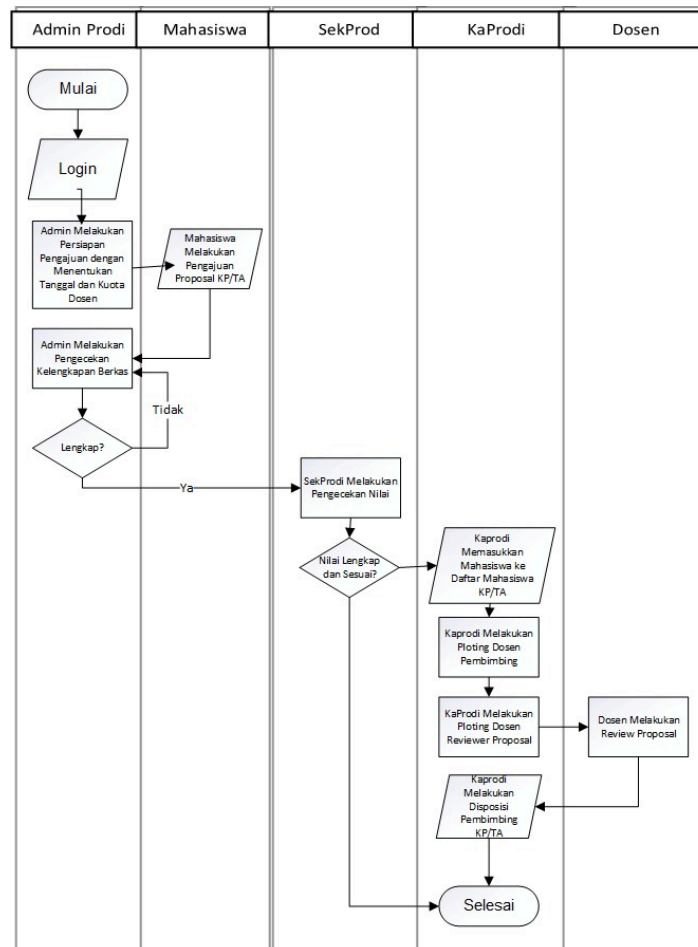 Admin Prodi
Mahasiswa
SekProd
KaProdi
Dosen
Mulai
Login
Admin Melakukan
Persiapan
Pengajuan dengan
Menentukan
Tanggal dan Kuota
Dosen
Mahasiswa
Melakukan
Pengajuan
Proposal KP/TA
Admin Melakukan
Pengecekan
Kelengkapan Berkas
Tidak
Lengkap?
Ya
SekProdi Melakukan
Pengecekan Nilai
Nilai Lengkap
dan Sesuai?
Kaprodi
Memasukkan
Mahasiswa ke
Daftar Mahasiswa
KP/TA
Kaprodi Melakukan
Ploting Dosen
Pembimbing
KaProdi Melakukan
Ploting Dosen
Reviewer Proposal
Dosen Melakukan
Review Proposal
Kaprodi
Melakukan
Disposisi
Pembimbing
KP/TA
Selesai